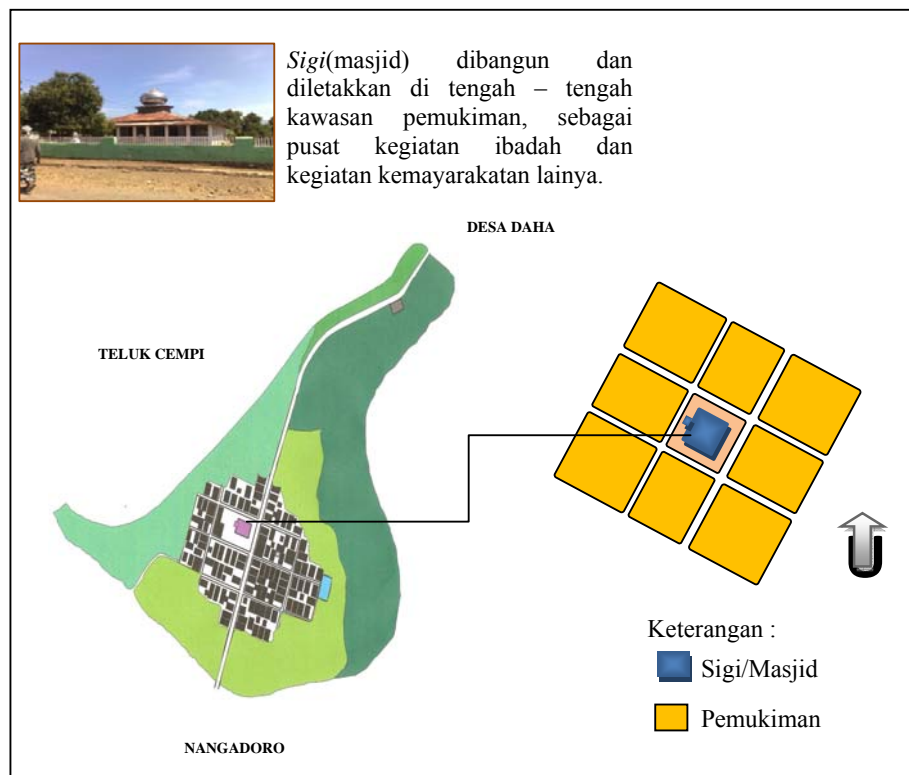 Sigi(masjid) dibangun dan
diletakkan di tengah – tengah
kawasan pemukiman, sebagai
pusat kegiatan ibadah dan
kegiatan kemayarakatan lainya.
DESA DAHA
TELUK CEMPI
U
Keterangan :
Sigi/Masjid
Pemukiman
NANGADORO